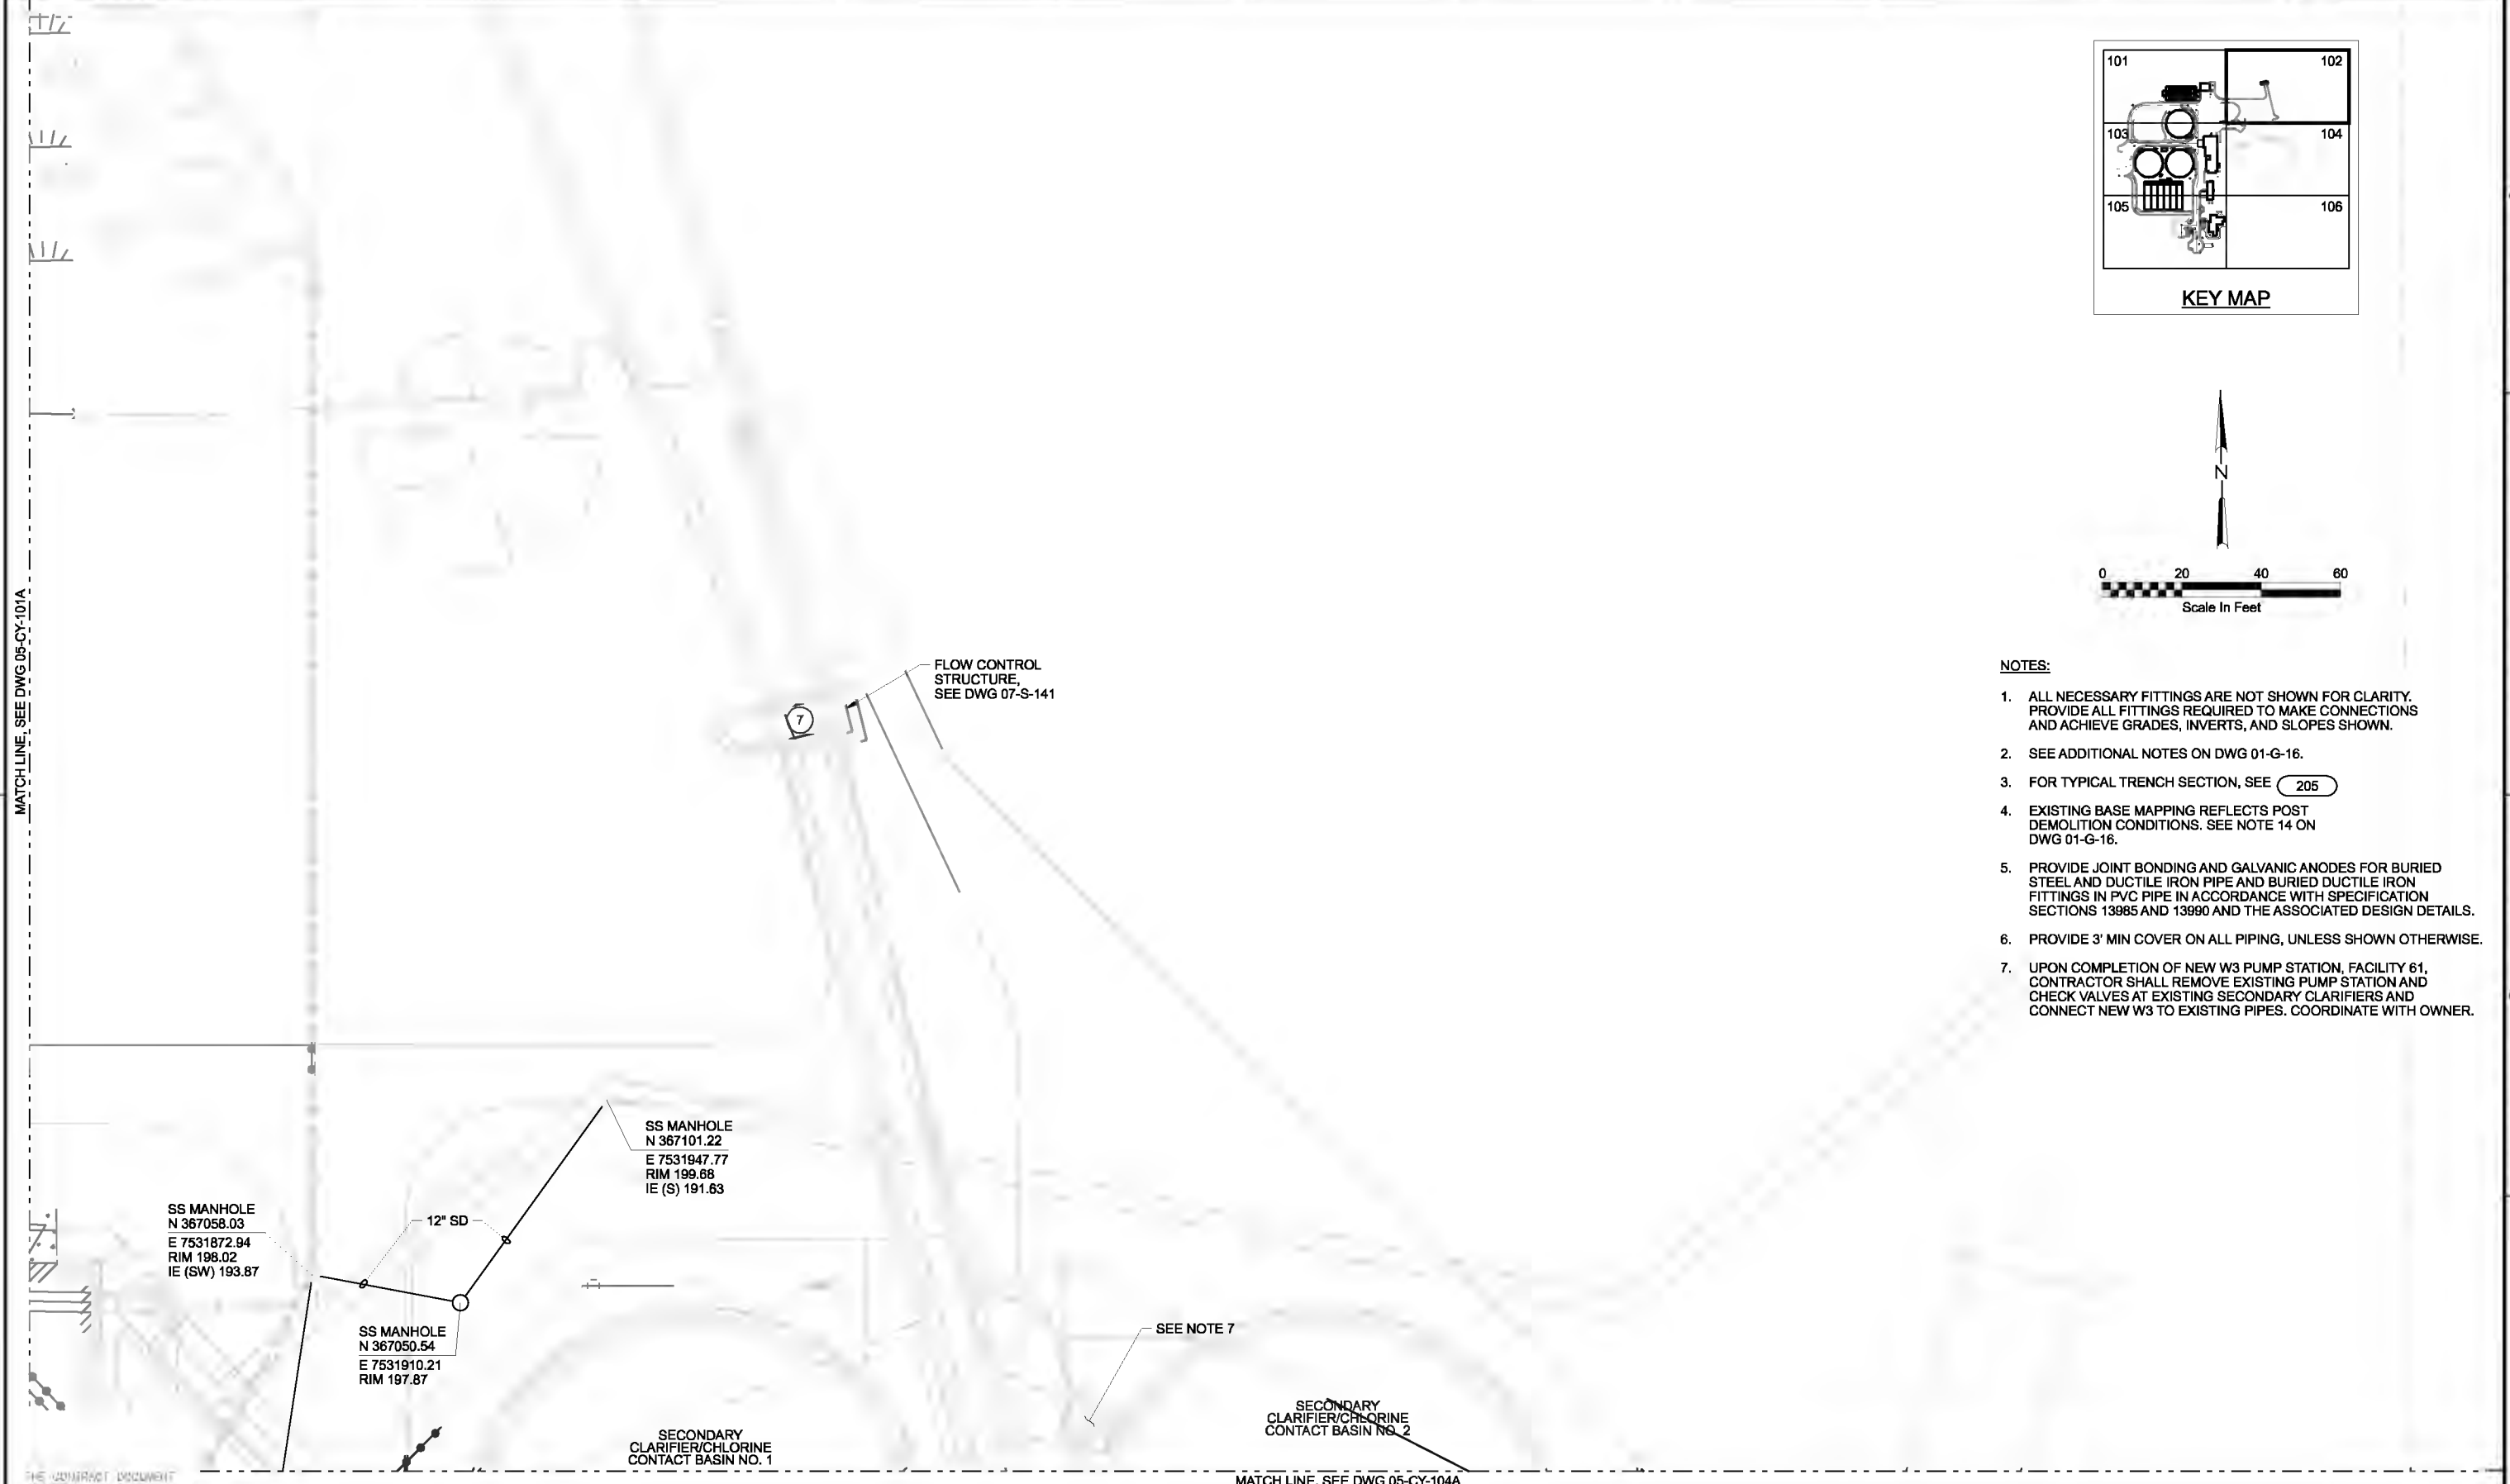 101
102
103
104
105
106
KEY MAP
N
0 20 40 60
Scale In Feet
MATCH LINE, SEE DWG 05-CY-101A
FLOW CONTROL
STRUCTURE,
SEE DWG 07-S-141
7
NOTES:
1. ALL NECESSARY FITTINGS ARE NOT SHOWN FOR CLARITY.
PROVIDE ALL FITTINGS REQUIRED TO MAKE CONNECTIONS
AND ACHIEVE GRADES, INVERTS, AND SLOPES SHOWN.
2. SEE ADDITIONAL NOTES ON DWG 01-G-16.
3. FOR TYPICAL TRENCH SECTION, SEE 205
4. EXISTING BASE MAPPING REFLECTS POST
DEMOLITION CONDITIONS. SEE NOTE 14 ON
DWG 01-G-16.
5. PROVIDE JOINT BONDING AND GALVANIC ANODES FOR BURIED
STEEL AND DUCTILE IRON PIPE AND BURIED DUCTILE IRON
FITTINGS IN PVC PIPE IN ACCORDANCE WITH SPECIFICATION
SECTIONS 13985 AND 13990 AND THE ASSOCIATED DESIGN DETAILS.
6. PROVIDE 3' MIN COVER ON ALL PIPING, UNLESS SHOWN OTHERWISE.
7. UPON COMPLETION OF NEW W3 PUMP STATION, FACILITY 61,
CONTRACTOR SHALL REMOVE EXISTING PUMP STATION AND
CHECK VALVES AT EXISTING SECONDARY CLARIFIERS AND
CONNECT NEW W3 TO EXISTING PIPES. COORDINATE WITH OWNER.
SS MANHOLE
N 367101.22
E 7531947.77
RIM 199.68
IE (S) 191.63
SS MANHOLE
N 367058.03
E 7531872.94
RIM 198.02
IE (SW) 193.87
12" SD
SS MANHOLE
N 367050.54
E 7531910.21
RIM 197.87
SEE NOTE 7
SECONDARY
CLARIFIER/CHLORINE
CONTACT BASIN NO. 1
SECONDARY
CLARIFIER/CHLORINE
CONTACT BASIN NO. 2
THE CONTRACT DOCUMENT
MATCH LINE, SEE DWG 05-CY-104A